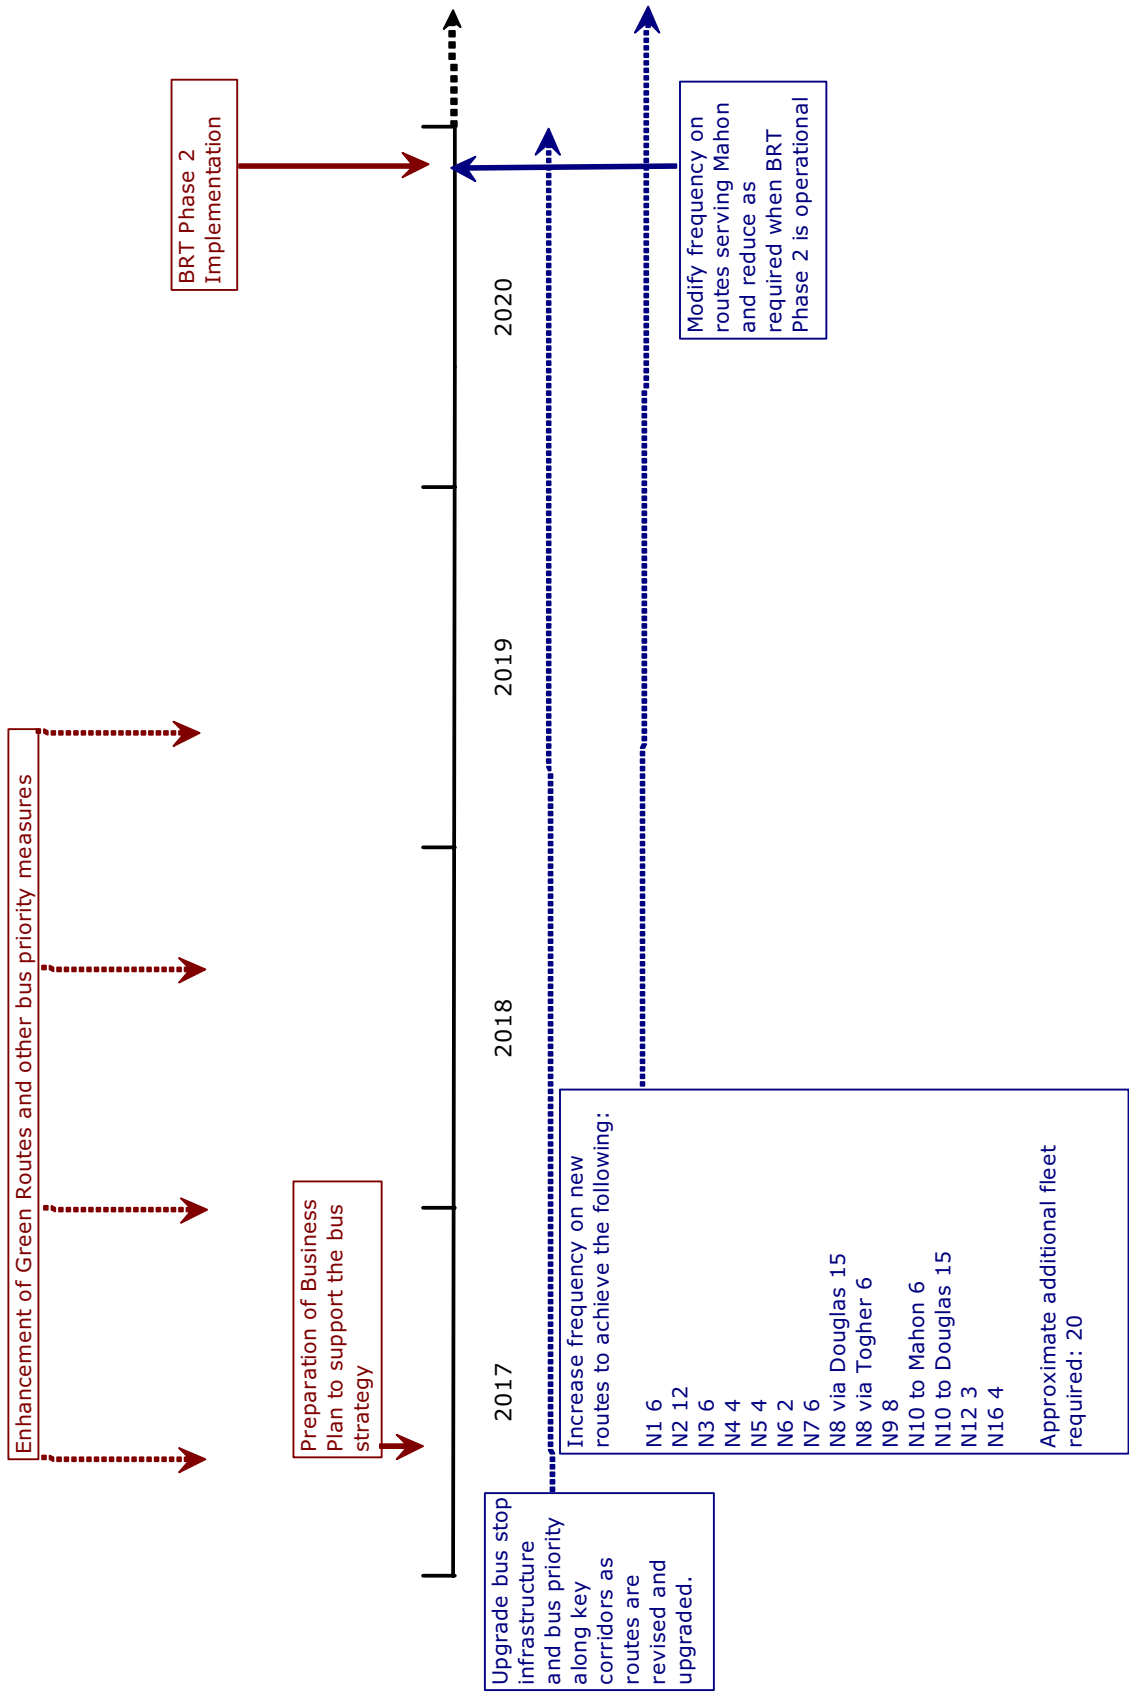 Enhancement of Green Routes and other bus priority measures
BRT Phase 2
Implementation
Preparation of Business
Plan to support the bus
strategy
2017
2018
2019
2020
Upgrade bus stop
infrastructure
and bus priority
along key
corridors as
routes are
revised and
upgraded.
Increase frequency on new
routes to achieve the following:
N1 6
N2 12
N3 6
N4 4
N5 4
N6 2
N7 6
N8 via Douglas 15
N8 via Togher 6
N9 8
N10 to Mahon 6
N10 to Douglas 15
N12 3
N16 4
Approximate additional fleet
required: 20
Modify frequency on
routes serving Mahon
and reduce as
required when BRT
Phase 2 is operational